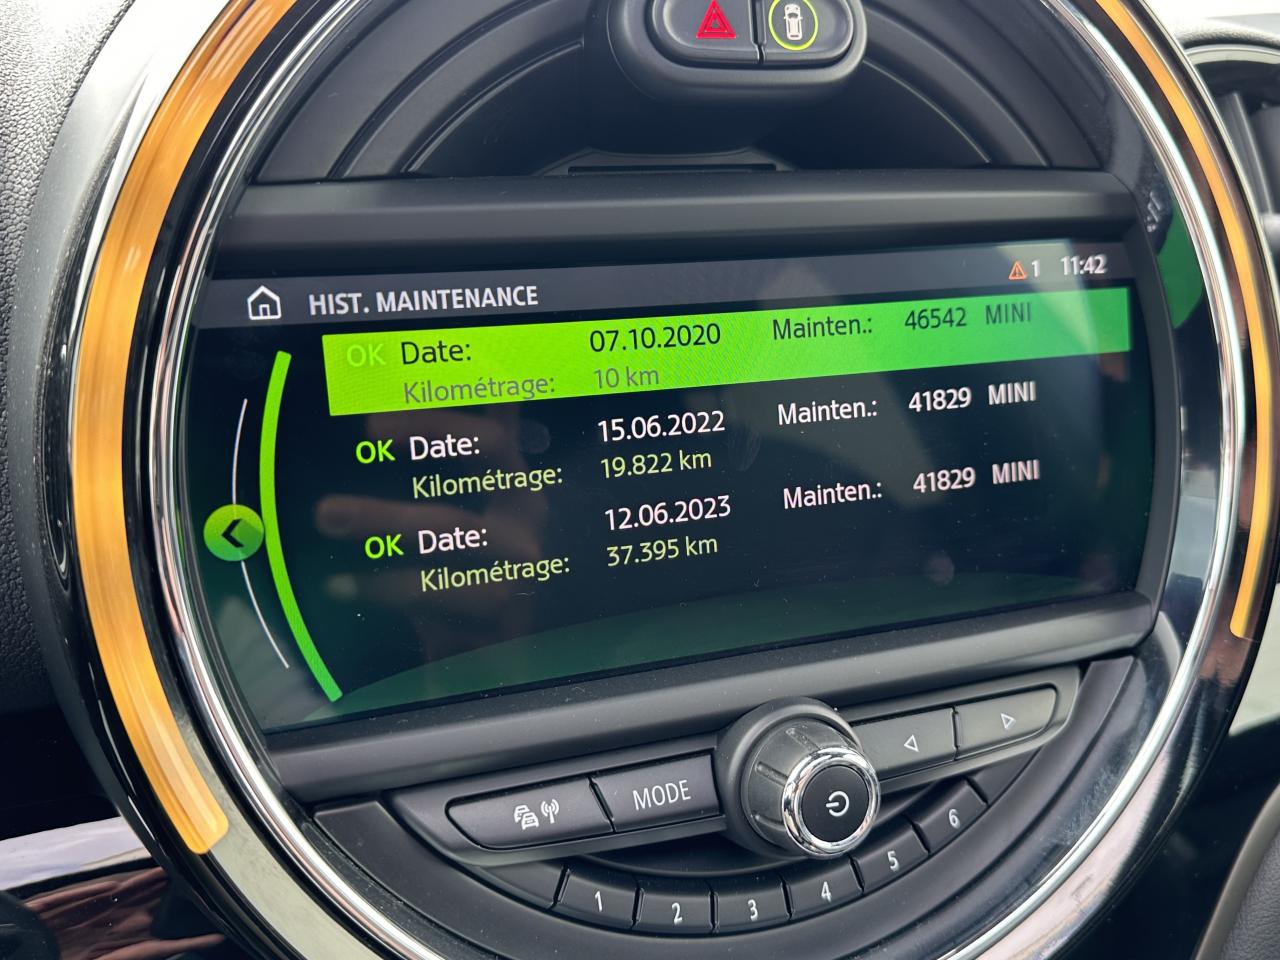 1 11:42
HIST. MAINTENANCE
OK Date: 07.10.2020 Mainten.: 46542 MINI
Kilométrage: 10 km
OK Date: 15.06.2022 Mainten.: 41829 MINI
Kilométrage: 19.822 km
OK Date: 12.06.2023 Mainten.: 41829 MINI
Kilométrage: 37.395 km
MODE
1 2 3 4 5 6